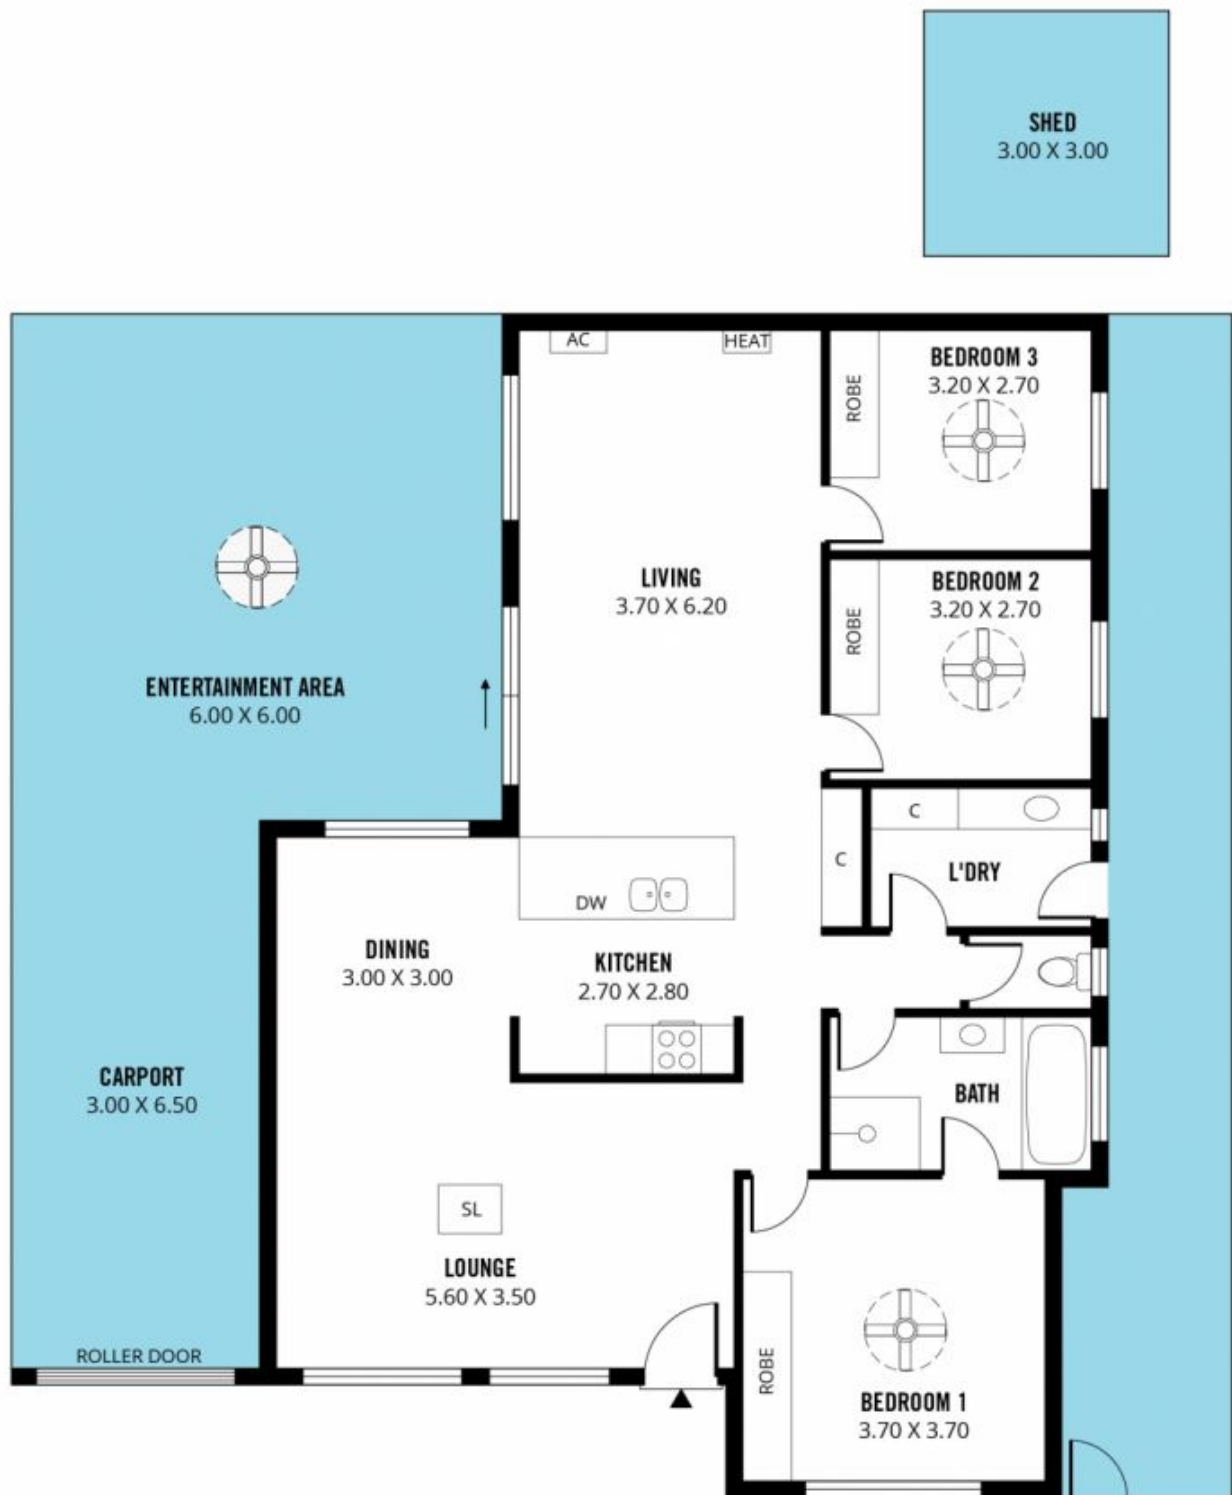 SHED
3.00 X 3.00
AC
HEAT
ROBE
BEDROOM 3
3.20 X 2.70
LIVING
3.70 X 6.20
ROBE
BEDROOM 2
3.20 X 2.70
ENTERTAINMENT AREA
6.00 X 6.00
C
C
L'DRY
DW
DINING
3.00 X 3.00
KITCHEN
2.70 X 2.80
CARPORT
3.00 X 6.50
BATH
SL
LOUNGE
5.60 X 3.50
ROLLER DOOR
ROBE
BEDROOM 1
3.70 X 3.70